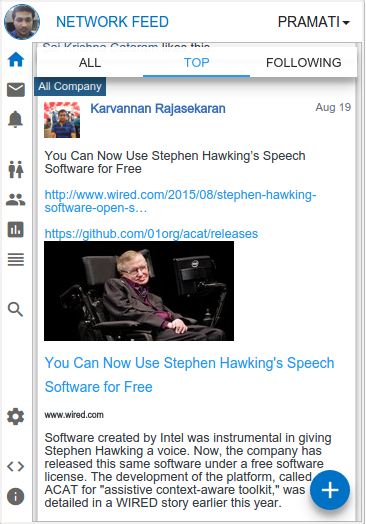 NETWORK FEED
PRAMATI
Sai Krishna Gataram likes this
ALL
TOP
FOLLOWING
All Company
Karvannan Rajasekaran
Aug 19
You Can Now Use Stephen Hawking's Speech
Software for Free
http://www.wired.com/2015/08/stephen-hawking-
software-open-s…
https://github.com/01org/acat/releases
You Can Now Use Stephen Hawking's Speech
Software for Free
www.wired.com
Software created by Intel was instrumental in giving
Stephen Hawking a voice. Now, the company has
released this same software under a free software
license. The development of the platform, called
ACAT for "assistive context-aware toolkit," was
detailed in a WIRED story earlier this year.